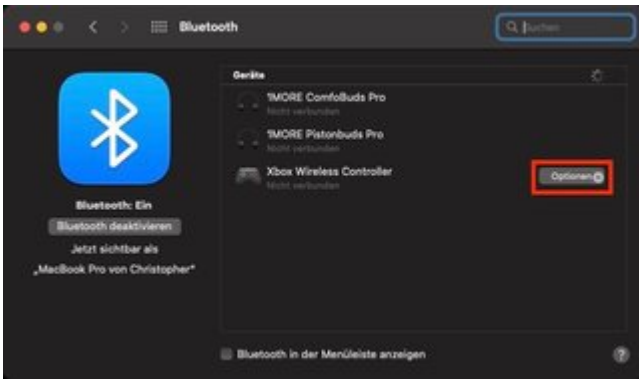 Bluetooth
Suchen
Geräte
1MORE ComfoBuds Pro
Nicht verbunden
1MORE Pistonbuds Pro
Nicht verbunden
Xbox Wireless Controller
Nicht verbunden
Optionen
Bluetooth: Ein
Bluetooth deaktivieren
Jetzt sichtbar als
„MacBook Pro von Christopher“
Bluetooth in der Menüleiste anzeigen
?